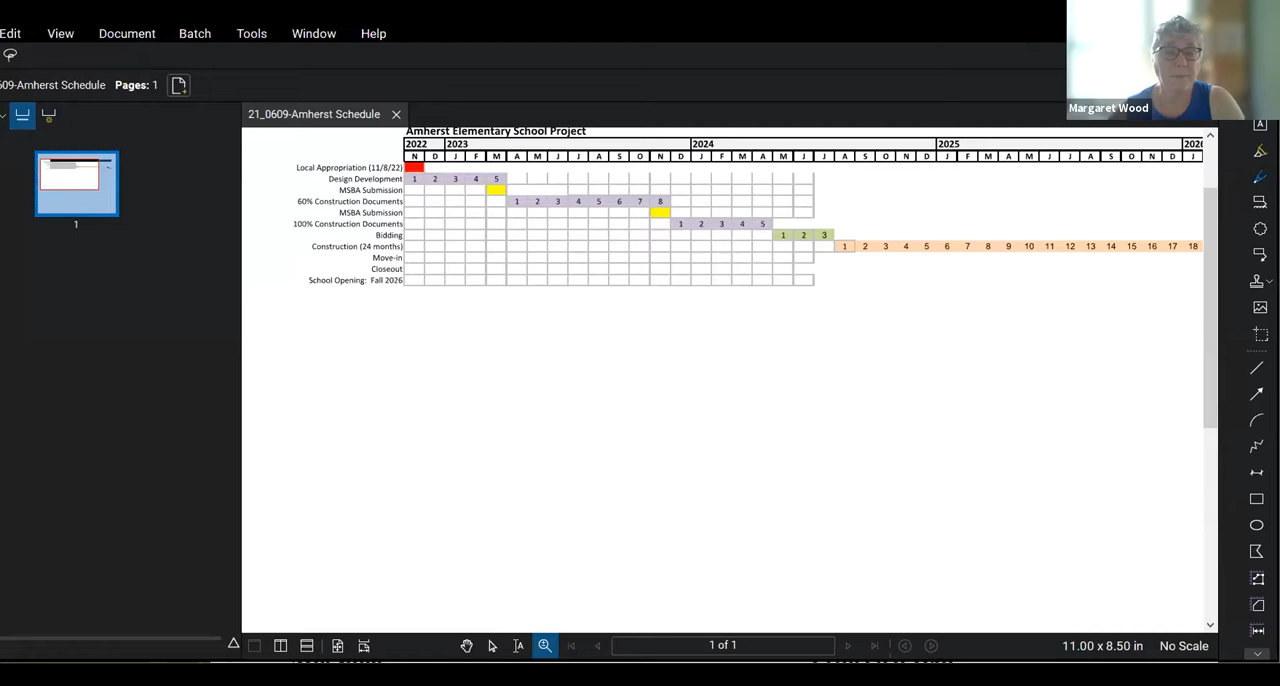 Edit View Document Batch Tools Window Help
609-Amherst Schedule Pages: 1
Margaret Wood
21_0609-Amherst Schedule
1
Amherst Elementary School Project
2022 2023 2024 2025 2026
N D J F M A M J J A S O N D J F M A M J J A S O N D J F M A M J J A S O N D J
Local Appropriation (11/8/22)
Design Development 1 2 3 4 5
MSBA Submission
60% Construction Documents 1 2 3 4 5 6 7 8
MSBA Submission
100% Construction Documents 1 2 3 4 5
Bidding 1 2 3
Construction (24 months) 1 2 3 4 5 6 7 8 9 10 11 12 13 14 15 16 17 18
Move-in
Closeout
School Opening: Fall 2026
1 of 1
11.00 x 8.50 in No Scale